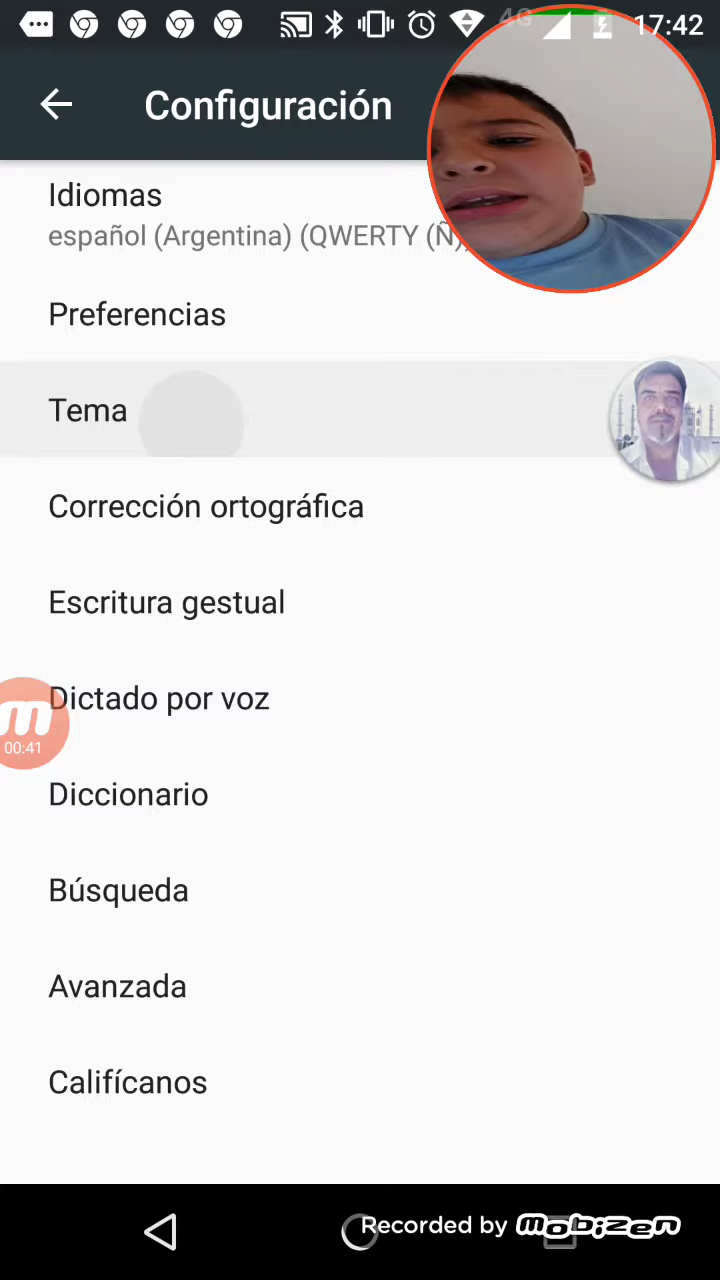 4G 17:42
Configuración
Idiomas
español (Argentina) (QWERTY (Ñ)
Preferencias
Tema
Corrección ortográfica
Escritura gestual
Dictado por voz
00:41
Diccionario
Búsqueda
Avanzada
Califícanos
Recorded by mobizen